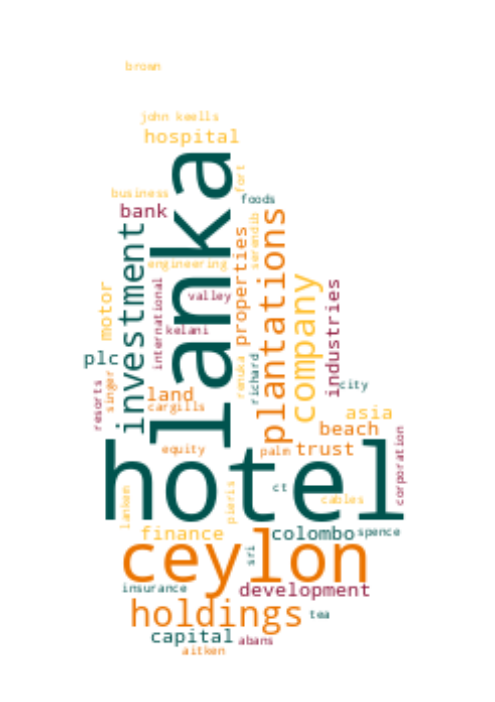 brown
john keells
hospital
lanka
fort
business
foods
bank
plantations
serendib
investment
properties
engineering
company
international
industries
motor
valley
kelani
plc
renuka
richard
city
resorts
singer
land
cargills
asia
beach
corporation
hotel
equity
palm
trust
lankem
pieris
ct
cables
finance
colombo
spence
ceylon
sri
insurance
development
holdings
tea
capital
abans
aitken